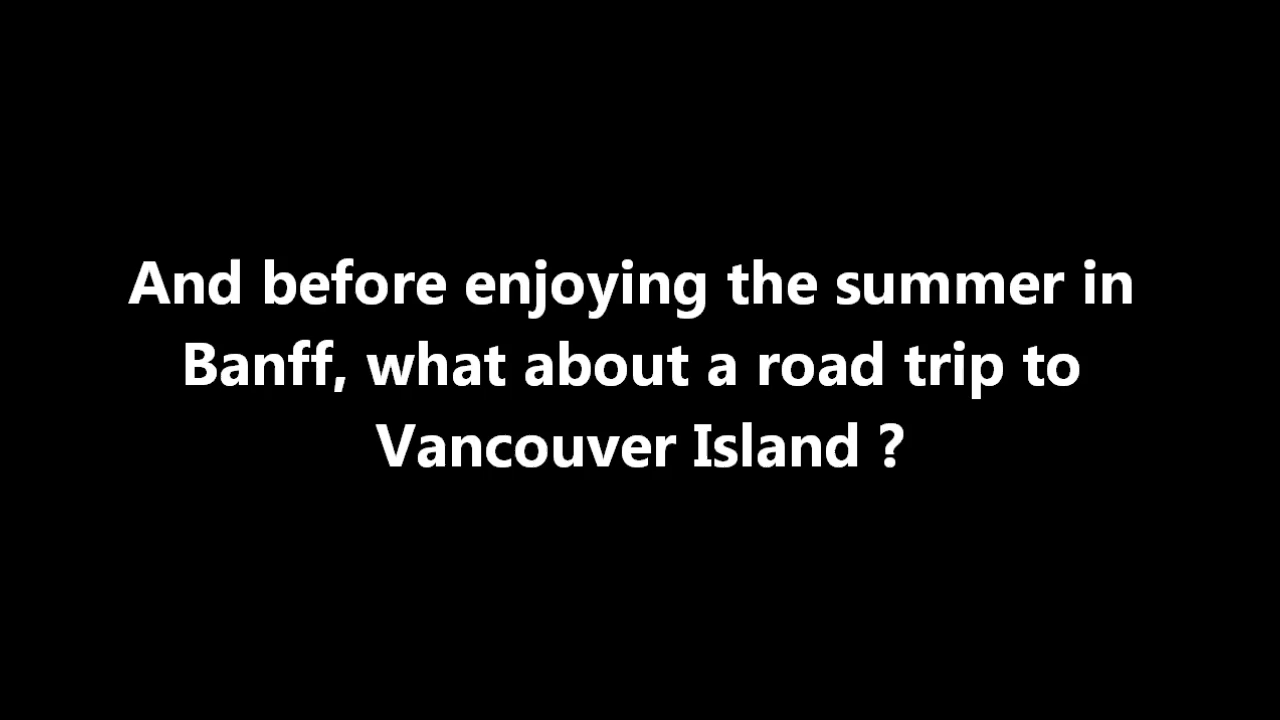 And before enjoying the summer in
Banff, what about a road trip to
Vancouver Island ?